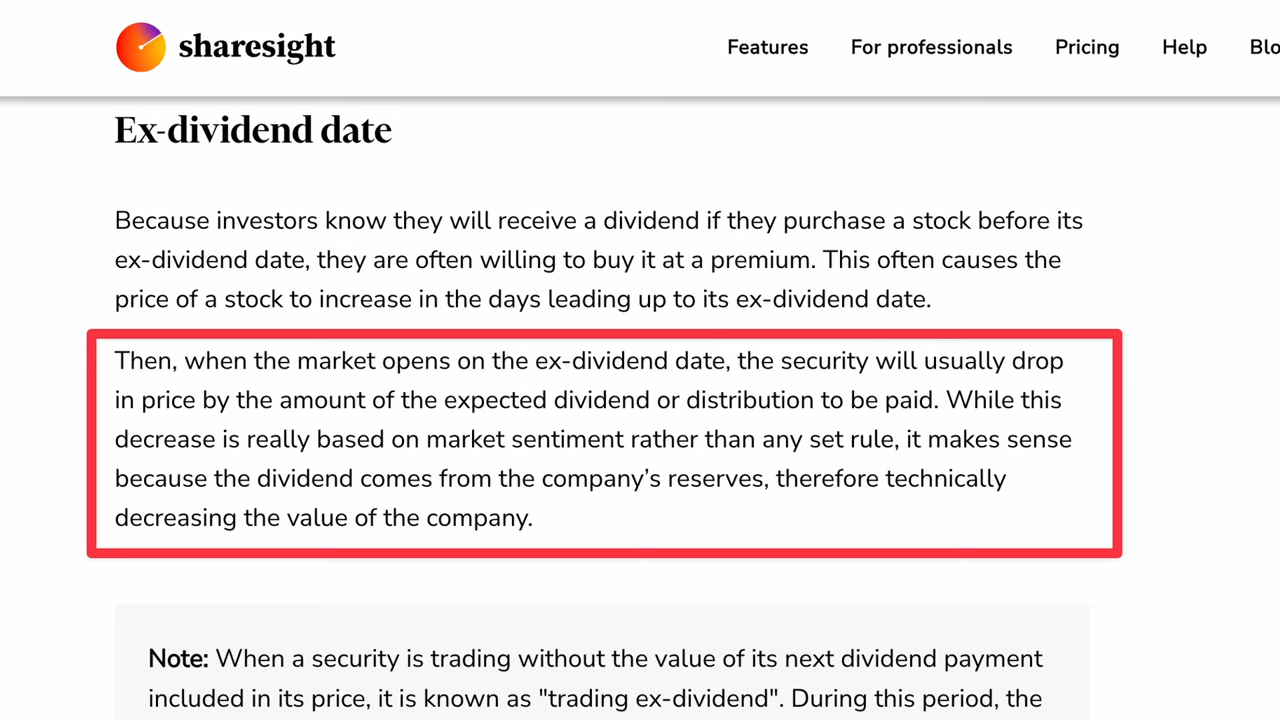 sharesight
Features
For professionals
Pricing
Help
Blo
Ex-dividend date
Because investors know they will receive a dividend if they purchase a stock before its
ex-dividend date, they are often willing to buy it at a premium. This often causes the
price of a stock to increase in the days leading up to its ex-dividend date.
Then, when the market opens on the ex-dividend date, the security will usually drop
in price by the amount of the expected dividend or distribution to be paid. While this
decrease is really based on market sentiment rather than any set rule, it makes sense
because the dividend comes from the company’s reserves, therefore technically
decreasing the value of the company.
Note: When a security is trading without the value of its next dividend payment
included in its price, it is known as "trading ex-dividend". During this period, the